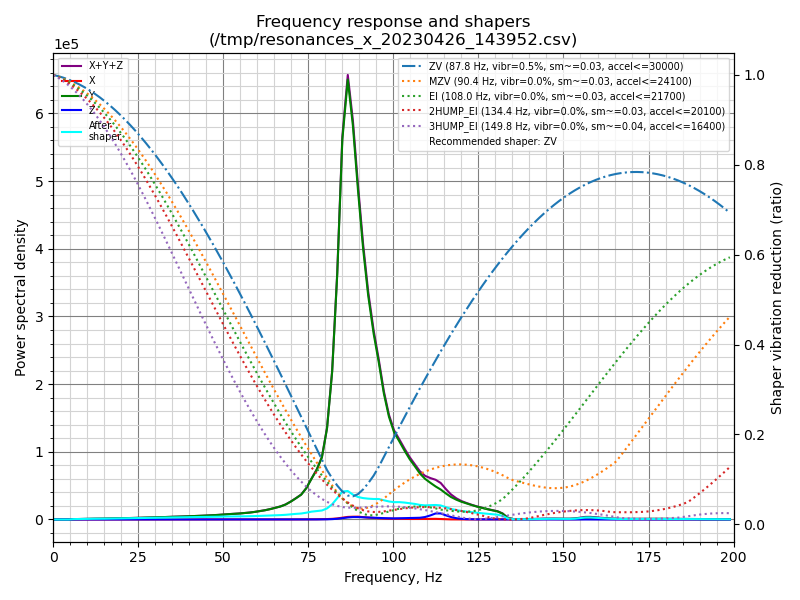 Frequency response and shapers
(/tmp/resonances_x_20230426_143952.csv)
1e5
X+Y+Z
X
Y
Z
After
shaper
ZV (87.8 Hz, vibr=0.5%, sm~=0.03, accel<=30000)
MZV (90.4 Hz, vibr=0.0%, sm~=0.03, accel<=24100)
EI (108.0 Hz, vibr=0.0%, sm~=0.03, accel<=21700)
2HUMP_EI (134.4 Hz, vibr=0.0%, sm~=0.03, accel<=20100)
3HUMP_EI (149.8 Hz, vibr=0.0%, sm~=0.04, accel<=16400)
Recommended shaper: ZV
Power spectral density
6
5
4
3
2
1
0
Shaper vibration reduction (ratio)
1.0
0.8
0.6
0.4
0.2
0.0
0 25 50 75 100 125 150 175 200
Frequency, Hz